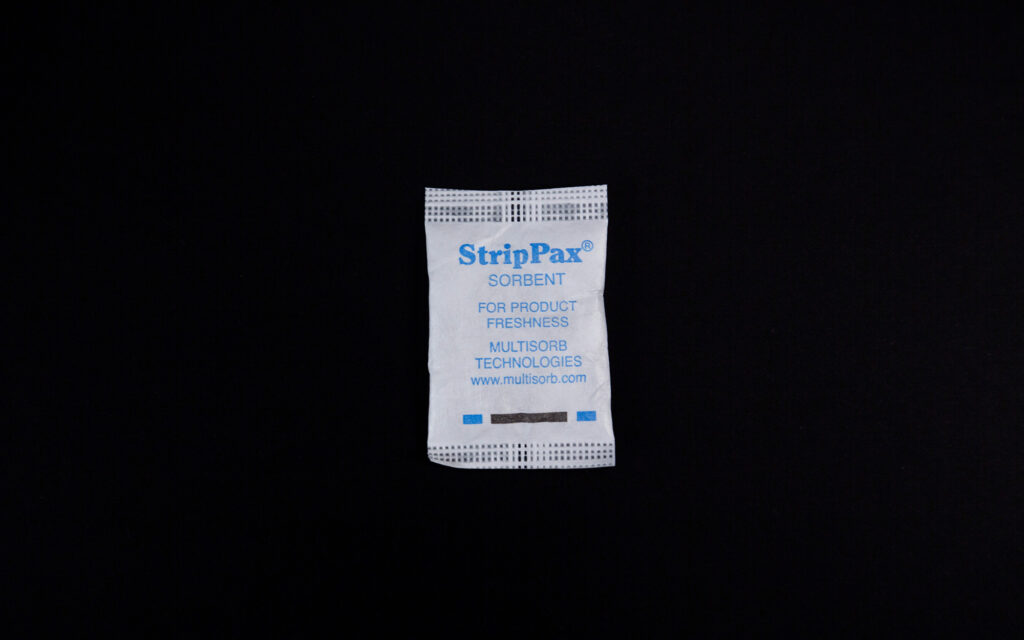 StripPax®
SORBENT
FOR PRODUCT
FRESHNESS
MULTISORB
TECHNOLOGIES
www.multisorb.com